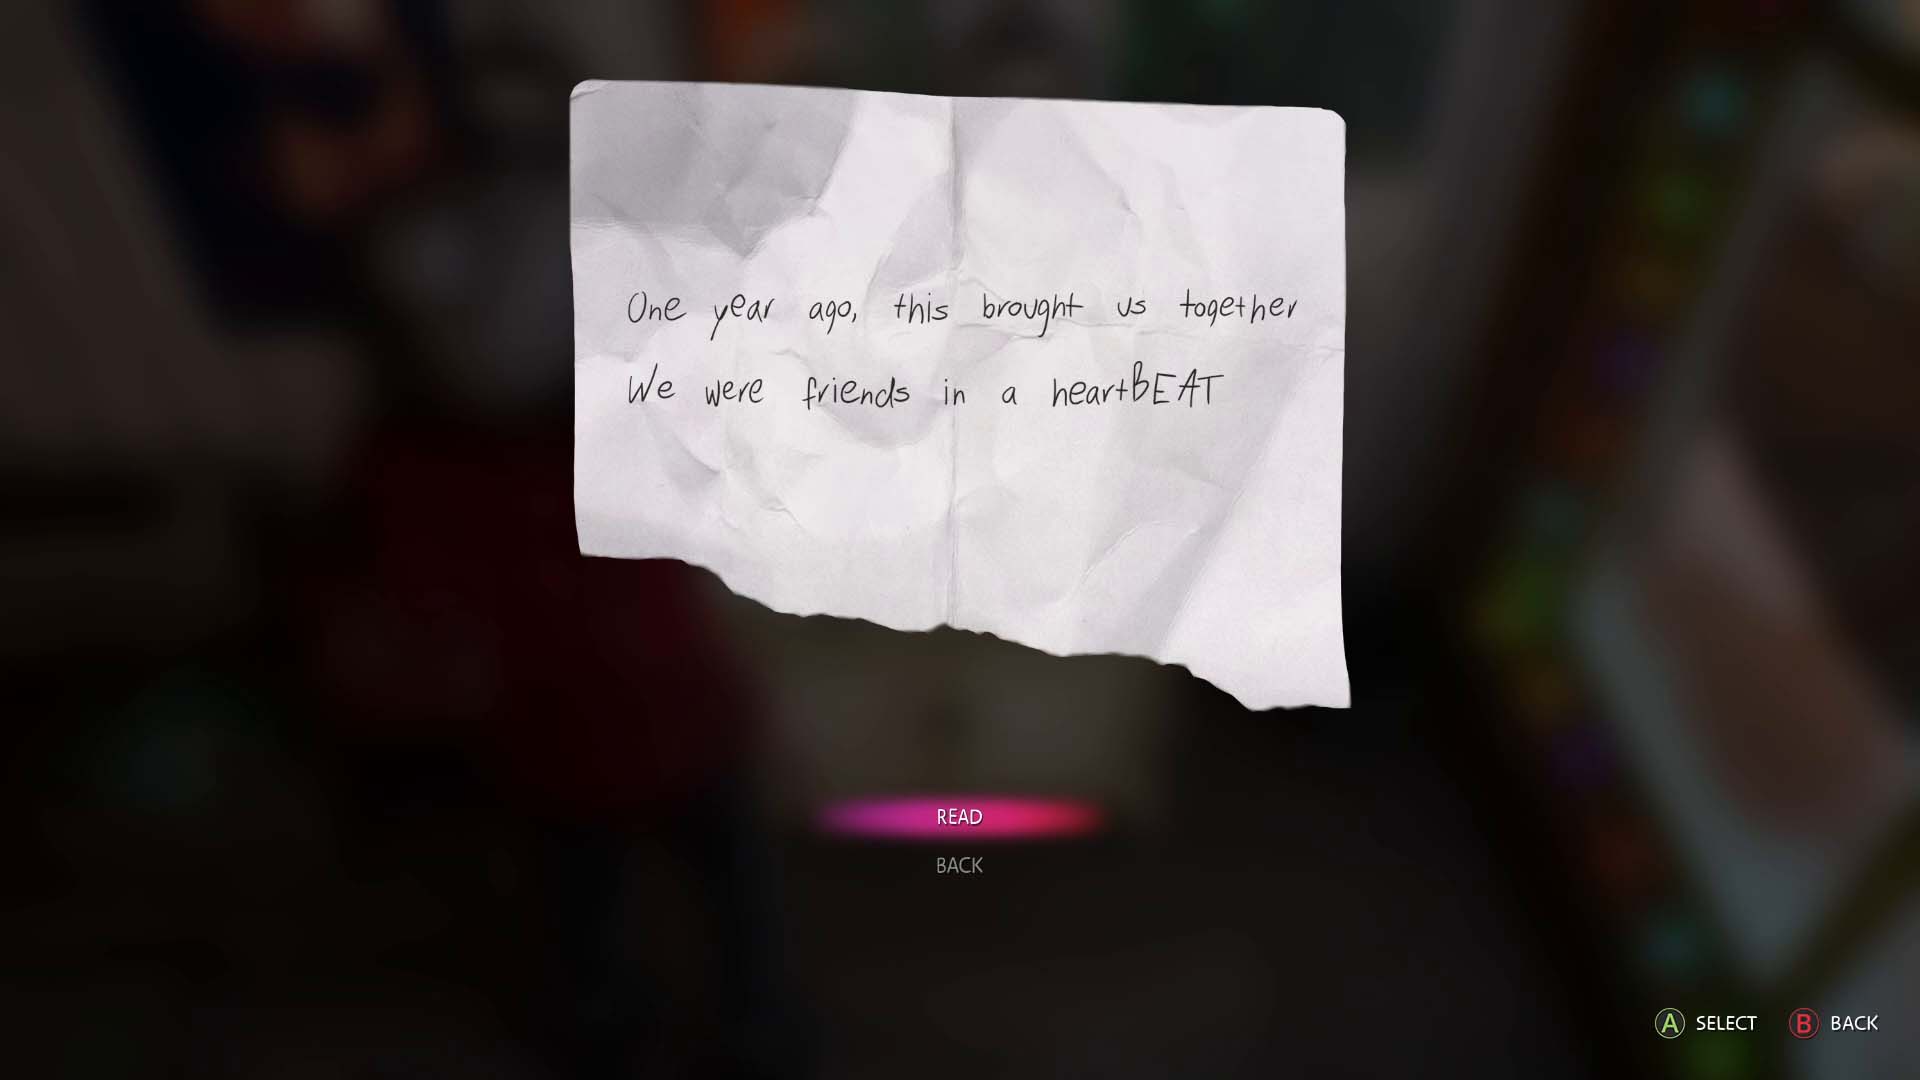 One year ago, this brought us together
We were friends in a heartBEAT
READ
BACK
A SELECT B BACK